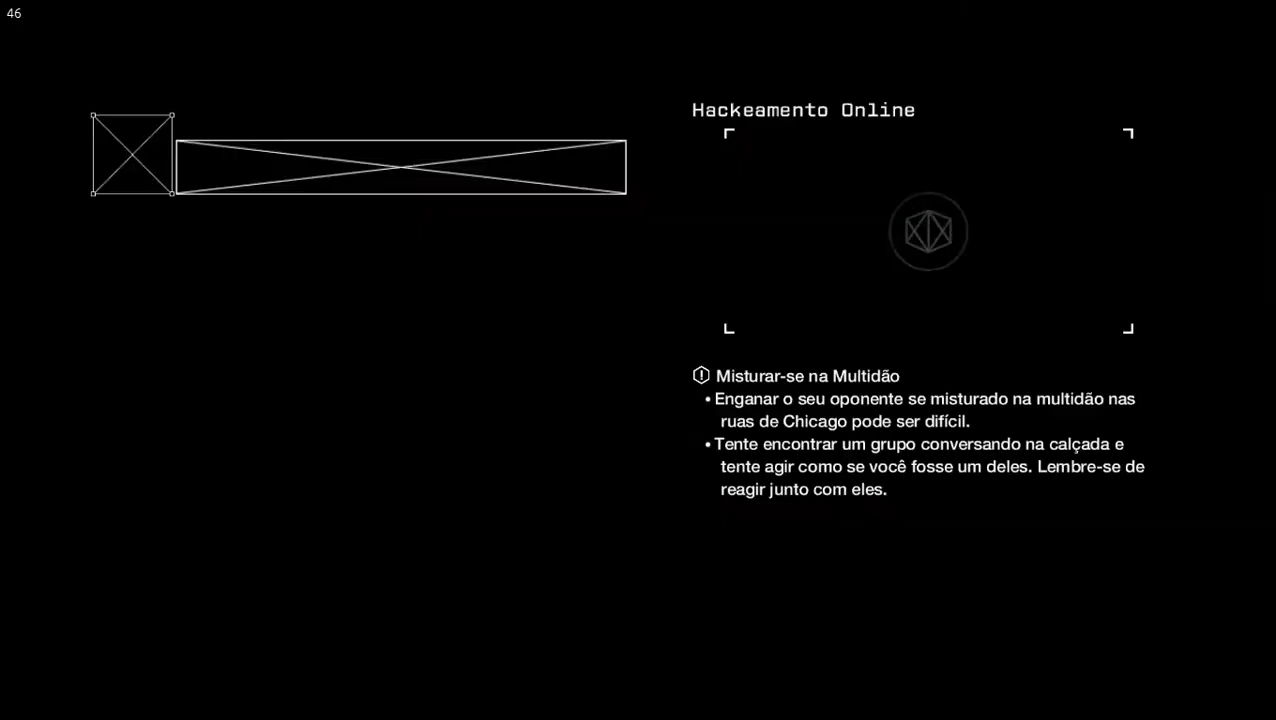 46
Hackeamento Online
Misturar-se na Multidão
• Enganar o seu oponente se misturado na multidão nas
ruas de Chicago pode ser difícil.
• Tente encontrar um grupo conversando na calçada e
tente agir como se você fosse um deles. Lembre-se de
reagir junto com eles.